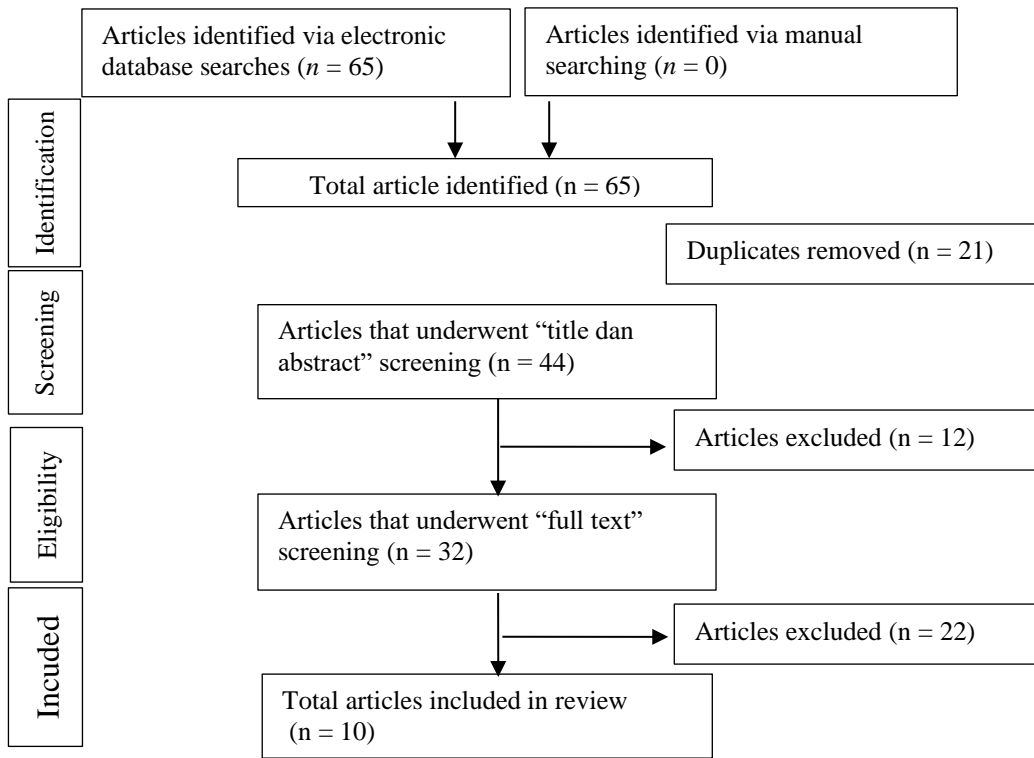 Articles identified via electronic
database searches (n = 65)
Articles identified via manual
searching (n = 0)
Identification
Total article identified (n = 65)
Duplicates removed (n = 21)
Screening
Articles that underwent “title dan
abstract” screening (n = 44)
Articles excluded (n = 12)
Eligibility
Articles that underwent “full text”
screening (n = 32)
Articles excluded (n = 22)
Incuded
Total articles included in review
(n = 10)